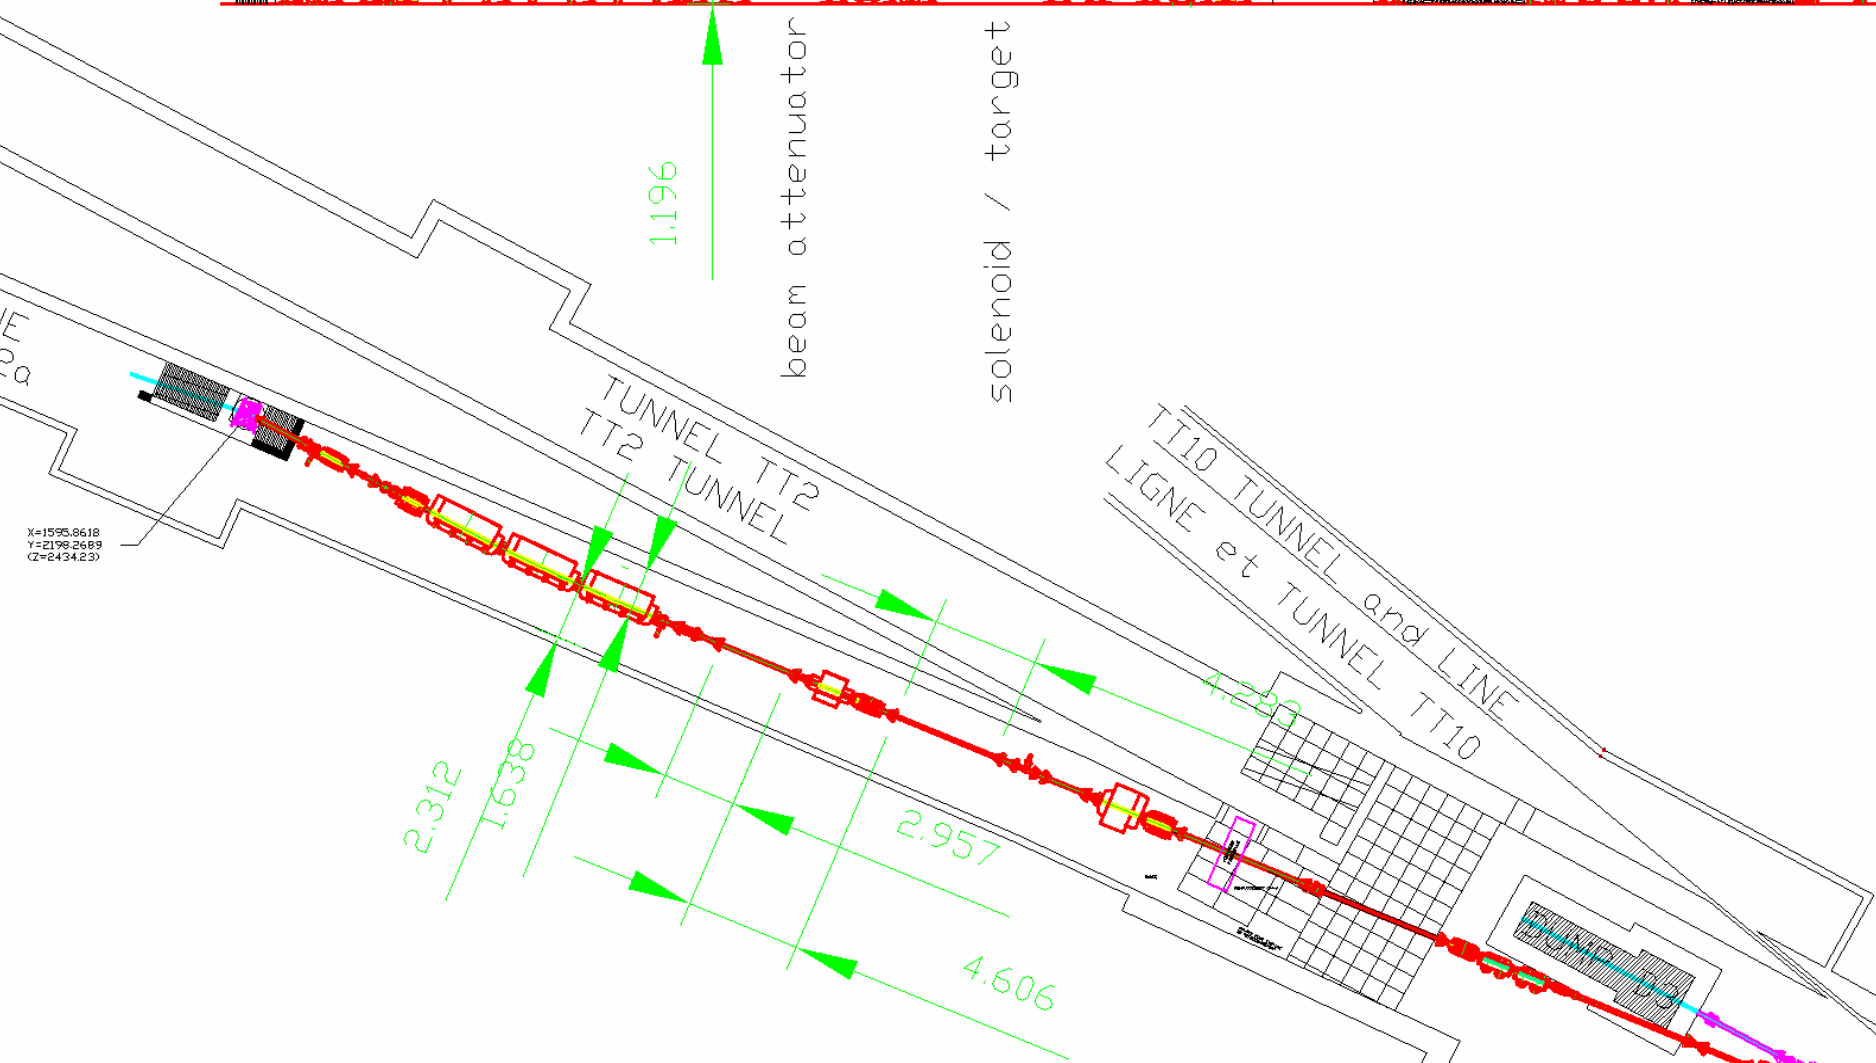 beam attenuator
solenoid / target
1.196
TUNNEL TT2
TT2 TUNNEL
TT10 TUNNEL and LINE
LIGNE et TUNNEL TT10
X=1595.8618
Y=2198.2689
(Z=2434.23)
4.283
2.312
1.638
2.957
4.606
DUMP D3